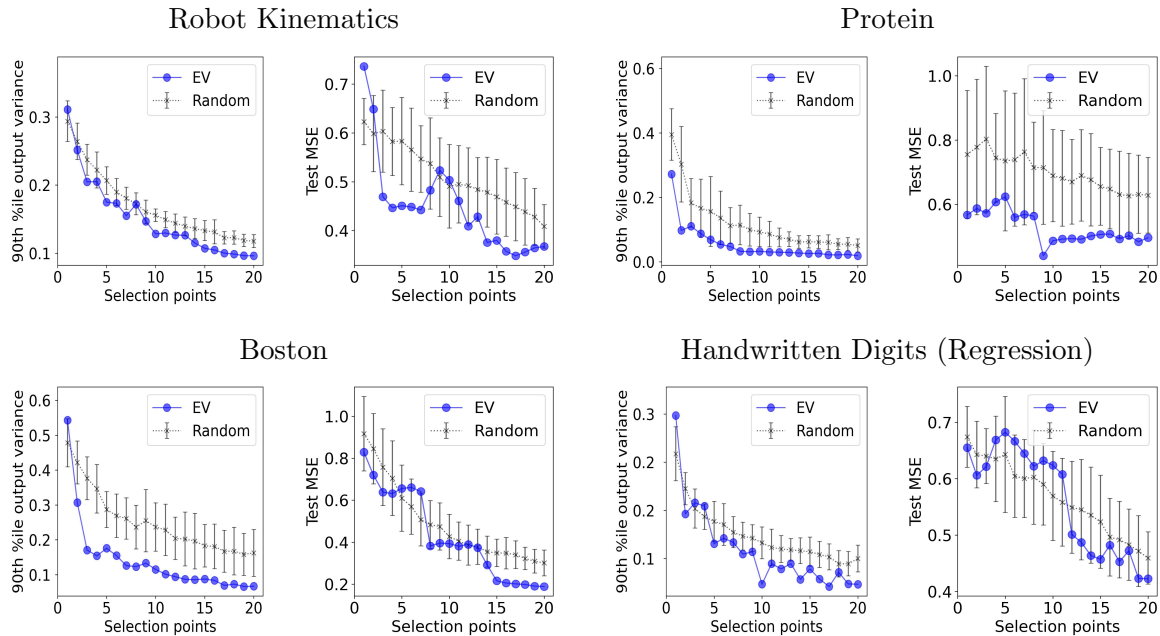 Robot Kinematics
90th %ile output variance
0.3
0.2
0.1
0 5 10 15 20
Selection points
EV
Random
Test MSE
0.7
0.6
0.5
0.4
0 5 10 15 20
Selection points
EV
Random
Protein
90th %ile output variance
0.6
0.4
0.2
0.0
0 5 10 15 20
Selection points
EV
Random
Test MSE
1.0
0.8
0.6
0 5 10 15 20
Selection points
EV
Random
Boston
90th %ile output variance
0.6
0.5
0.4
0.3
0.2
0.1
0 5 10 15 20
Selection points
EV
Random
Test MSE
1.0
0.8
0.6
0.4
0.2
0 5 10 15 20
Selection points
EV
Random
Handwritten Digits (Regression)
90th %ile output variance
0.3
0.2
0.2
0.1
0 5 10 15 20
Selection points
EV
Random
Test MSE
0.7
0.6
0.5
0.4
0 5 10 15 20
Selection points
EV
Random